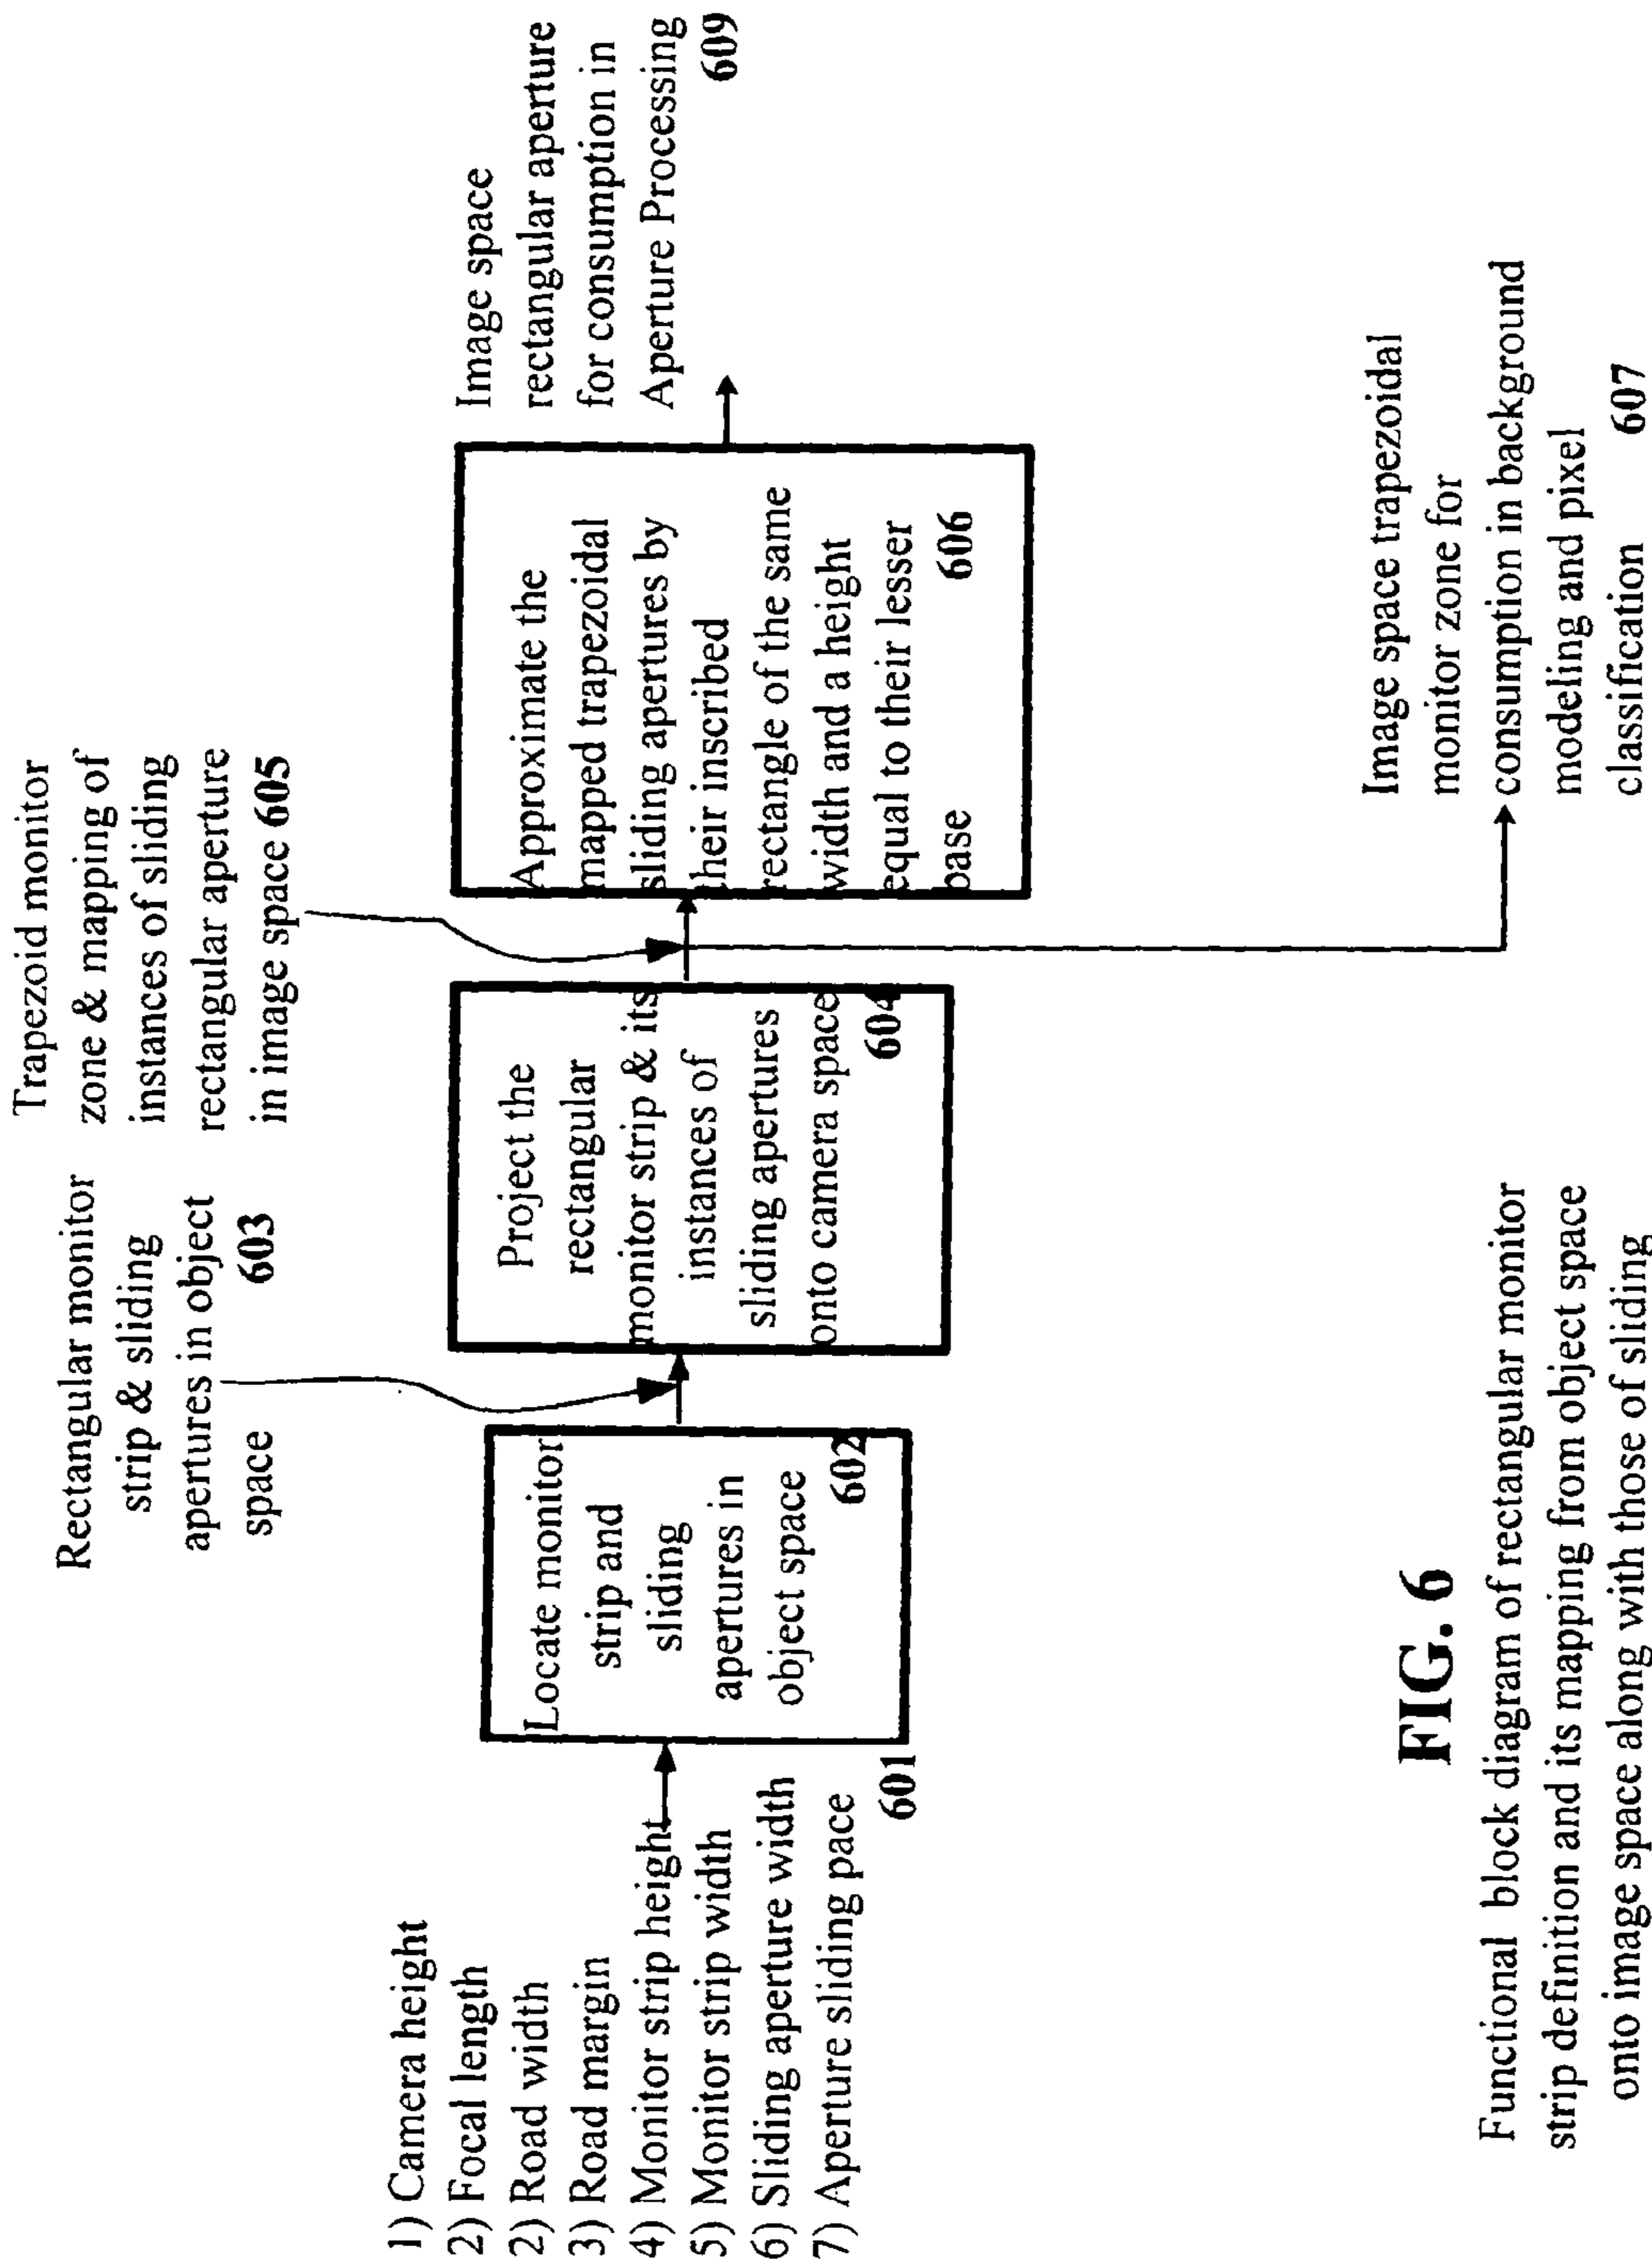 1) Camera height
2) Focal length
2) Road width
3) Road margin
4) Monitor strip height
5) Monitor strip width
6) Sliding aperture width
7) Aperture sliding pace
601
Locate monitor
strip and
sliding
apertures in
object space
602
Rectangular monitor
strip & sliding
apertures in object
space 603
Project the
rectangular
monitor strip & its
instances of
sliding apertures
onto camera space
604
Trapezoid monitor
zone & mapping of
instances of sliding
rectangular aperture
in image space 605
Approximate the
mapped trapezoidal
sliding apertures by
their inscribed
rectangle of the same
width and a height
equal to their lesser
base 606
Image space
rectangular aperture
for consumption in
Aperture Processing
609
Image space trapezoidal
monitor zone for
consumption in background
modeling and pixel
classification 607
FIG. 6
Functional block diagram of rectangular monitor
strip definition and its mapping from object space
onto image space along with those of sliding